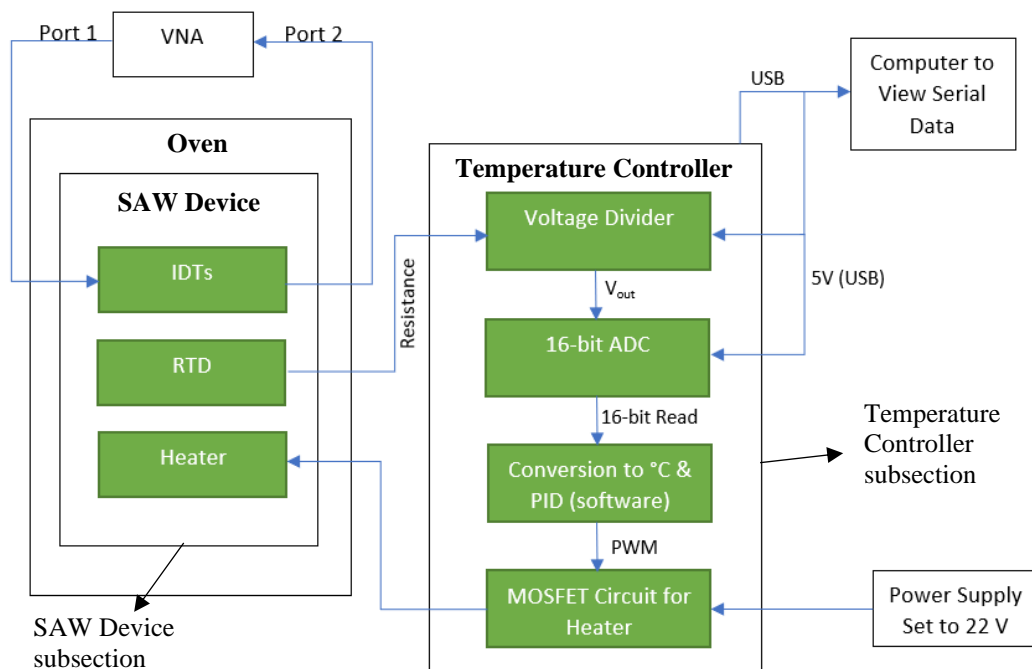 Port 1
VNA
Port 2
USB
Computer to
View Serial
Data
Oven
SAW Device
IDTs
RTD
Heater
Resistance
Temperature Controller
Voltage Divider
V_out
5V (USB)
16-bit ADC
16-bit Read
Conversion to °C &
PID (software)
PWM
MOSFET Circuit for
Heater
Temperature
Controller
subsection
Power Supply
Set to 22 V
SAW Device
subsection